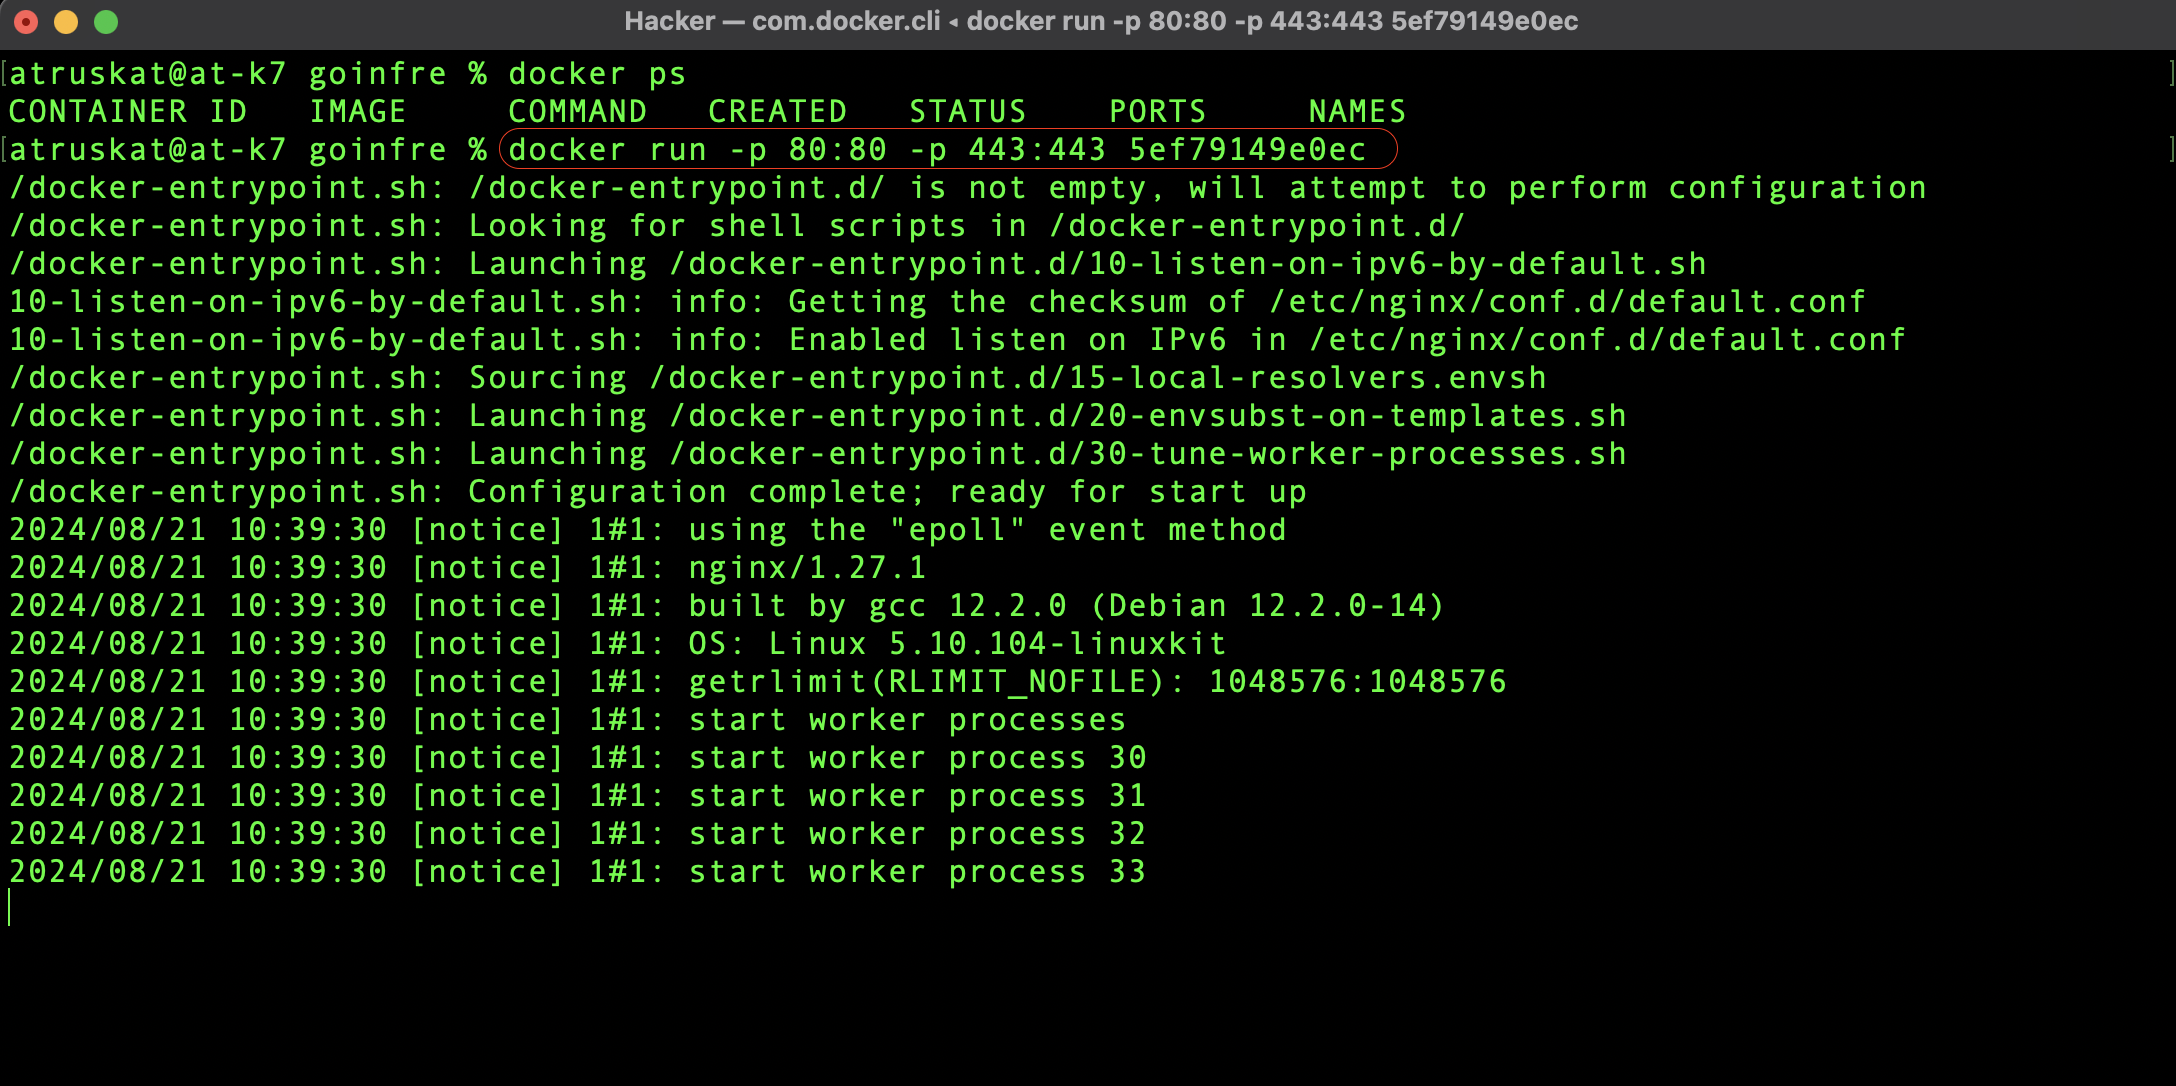 Hacker — com.docker.cli ◂ docker run -p 80:80 -p 443:443 5ef79149e0ec
[atruskat@at-k7 goinfre % docker ps ]
CONTAINER ID   IMAGE     COMMAND   CREATED   STATUS    PORTS     NAMES
[atruskat@at-k7 goinfre % docker run -p 80:80 -p 443:443 5ef79149e0ec ]
/docker-entrypoint.sh: /docker-entrypoint.d/ is not empty, will attempt to perform configuration
/docker-entrypoint.sh: Looking for shell scripts in /docker-entrypoint.d/
/docker-entrypoint.sh: Launching /docker-entrypoint.d/10-listen-on-ipv6-by-default.sh
10-listen-on-ipv6-by-default.sh: info: Getting the checksum of /etc/nginx/conf.d/default.conf
10-listen-on-ipv6-by-default.sh: info: Enabled listen on IPv6 in /etc/nginx/conf.d/default.conf
/docker-entrypoint.sh: Sourcing /docker-entrypoint.d/15-local-resolvers.envsh
/docker-entrypoint.sh: Launching /docker-entrypoint.d/20-envsubst-on-templates.sh
/docker-entrypoint.sh: Launching /docker-entrypoint.d/30-tune-worker-processes.sh
/docker-entrypoint.sh: Configuration complete; ready for start up
2024/08/21 10:39:30 [notice] 1#1: using the "epoll" event method
2024/08/21 10:39:30 [notice] 1#1: nginx/1.27.1
2024/08/21 10:39:30 [notice] 1#1: built by gcc 12.2.0 (Debian 12.2.0-14)
2024/08/21 10:39:30 [notice] 1#1: OS: Linux 5.10.104-linuxkit
2024/08/21 10:39:30 [notice] 1#1: getrlimit(RLIMIT_NOFILE): 1048576:1048576
2024/08/21 10:39:30 [notice] 1#1: start worker processes
2024/08/21 10:39:30 [notice] 1#1: start worker process 30
2024/08/21 10:39:30 [notice] 1#1: start worker process 31
2024/08/21 10:39:30 [notice] 1#1: start worker process 32
2024/08/21 10:39:30 [notice] 1#1: start worker process 33